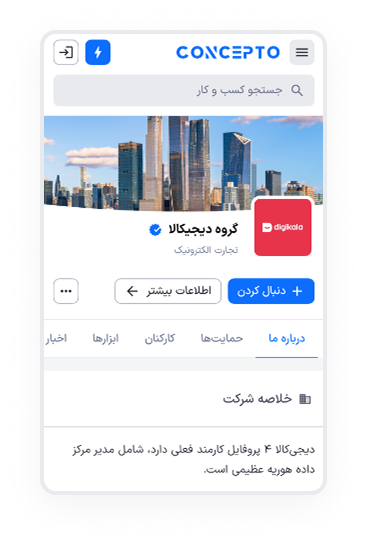 CONCEPTO
جستجو کسب و کار
digikala
گروه دیجیکالا
تجارت الکترونیک
دنبال کردن
اطلاعات بیشتر
درباره ما
حمایت‌ها
کارکنان
ابزارها
اخبار
خلاصه شرکت
دیجی‌کالا ۴ پروفایل کارمند فعلی دارد، شامل مدیر مرکز
داده هوریه عظیمی است.